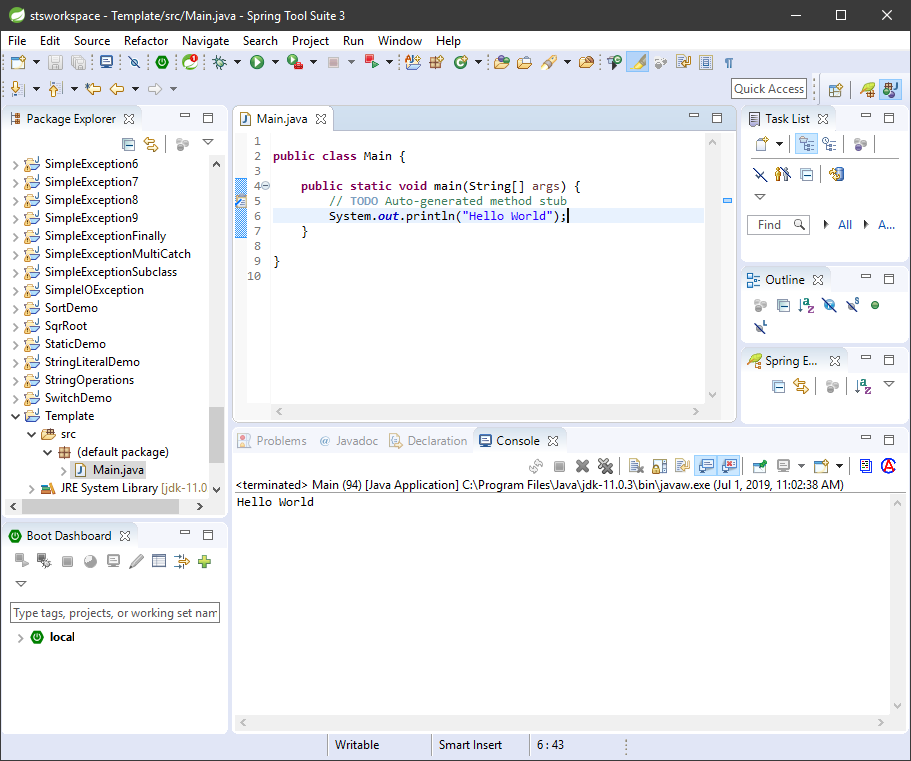 stsworkspace - Template/src/Main.java - Spring Tool Suite 3
File Edit Source Refactor Navigate Search Project Run Window Help
Quick Access
Package Explorer
SimpleException6
SimpleException7
SimpleException8
SimpleException9
SimpleExceptionFinally
SimpleExceptionMultiCatch
SimpleExceptionSubclass
SimpleIOException
SortDemo
SqrRoot
StaticDemo
StringLiteralDemo
StringOperations
SwitchDemo
Template
src
(default package)
Main.java
JRE System Library [jdk-11.0
Boot Dashboard
Type tags, projects, or working set nam
local
Main.java
1
2 public class Main {
3
4 public static void main(String[] args) {
5 // TODO Auto-generated method stub
6 System.out.println("Hello World");
7 }
8
9 }
10
Task List
Find All A...
Outline
Spring E...
Problems @ Javadoc Declaration Console
<terminated> Main (94) [Java Application] C:\Program Files\Java\jdk-11.0.3\bin\javaw.exe (Jul 1, 2019, 11:02:38 AM)
Hello World
Writable Smart Insert 6 : 43